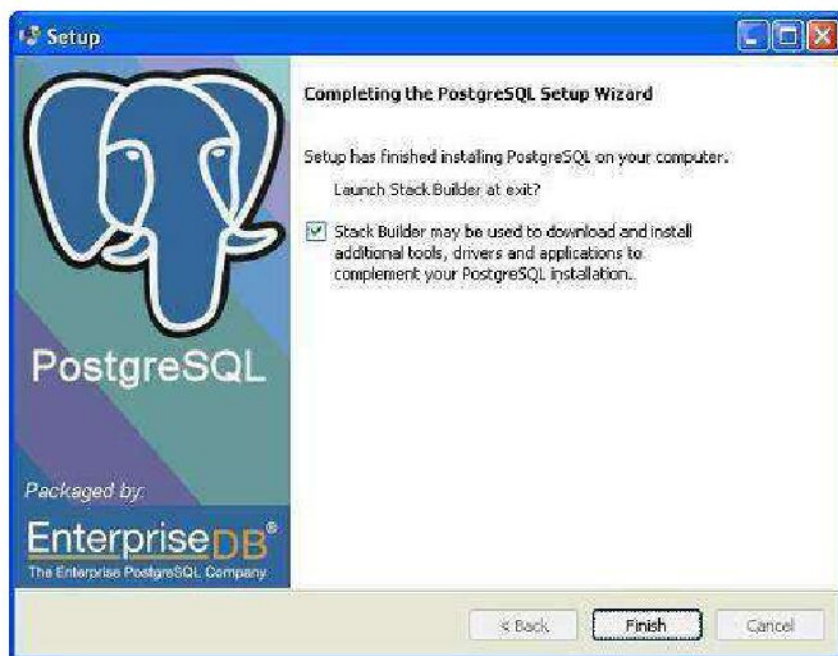 Setup
Completing the PostgreSQL Setup Wizard
Setup has finished installing PostgreSQL on your computer.
Launch Stack Builder at exit?
Stack Builder may be used to download and install
additional tools, drivers and applications to
complement your PostgreSQL installation.
PostgreSQL
Packaged by:
EnterpriseDB®
The Enterprise PostgreSQL Company
< Back
Finish
Cancel